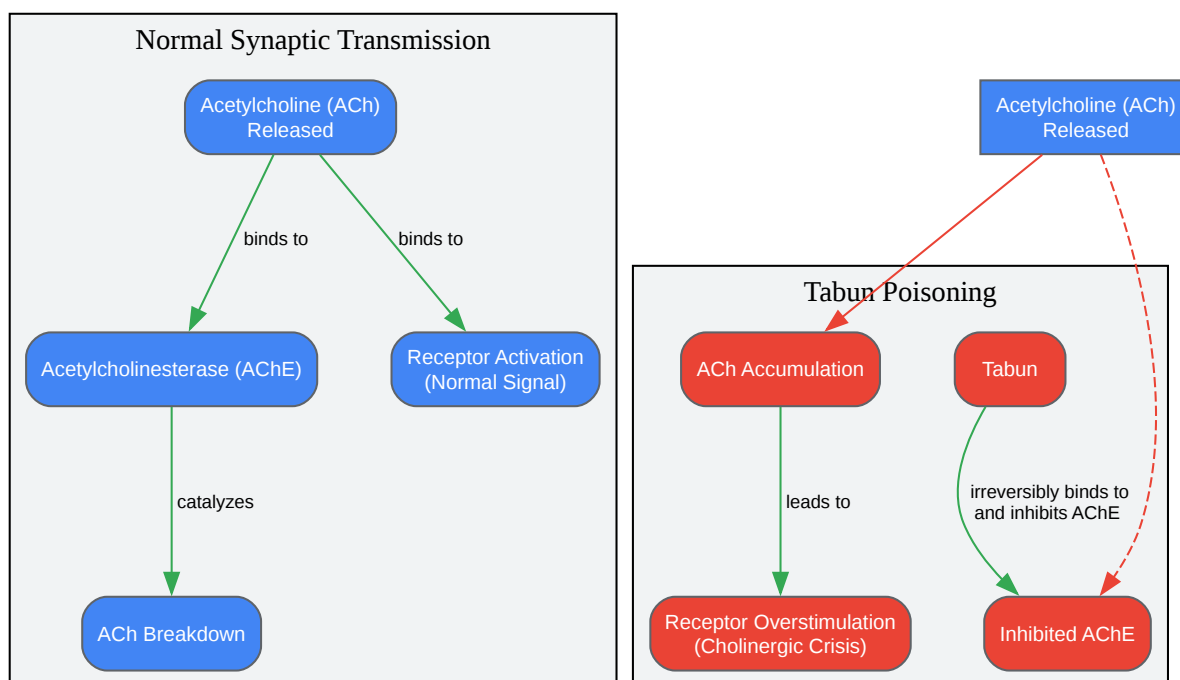 Normal Synaptic Transmission
Acetylcholine (ACh)
Released
binds to
binds to
Acetylcholinesterase (AChE)
Receptor Activation
(Normal Signal)
catalyzes
ACh Breakdown
Acetylcholine (ACh)
Released
Tabun Poisoning
ACh Accumulation
Tabun
leads to
irreversibly binds to
and inhibits AChE
Receptor Overstimulation
(Cholinergic Crisis)
Inhibited AChE